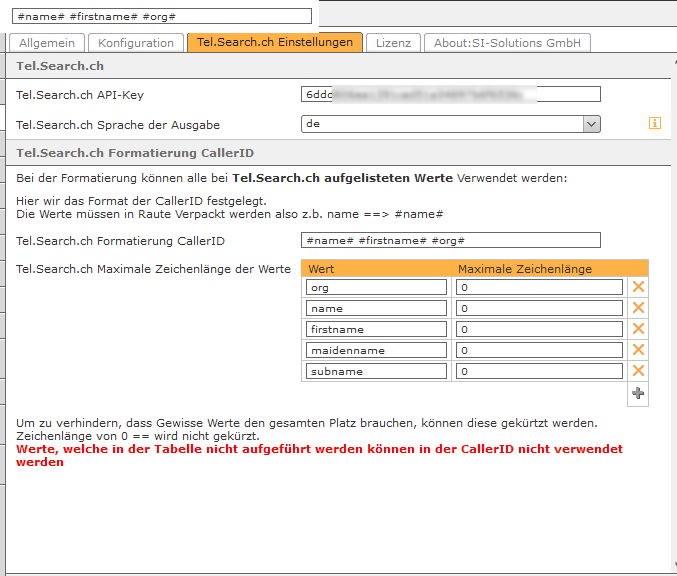 #name# #firstname# #org#
Allgemein Konfiguration Tel.Search.ch Einstellungen Lizenz About:SI-Solutions GmbH
Tel.Search.ch
Tel.Search.ch API-Key 6ddc
Tel.Search.ch Sprache der Ausgabe de
Tel.Search.ch Formatierung CallerID
Bei der Formatierung können alle bei Tel.Search.ch aufgelisteten Werte Verwendet werden:
Hier wir das Format der CallerID festgelegt.
Die Werte müssen in Raute Verpackt werden also z.b. name ==> #name#
Tel.Search.ch Formatierung CallerID #name# #firstname# #org#
Tel.Search.ch Maximale Zeichenlänge der Werte Wert Maximale Zeichenlänge
org 0
name 0
firstname 0
maidenname 0
subname 0
Um zu verhindern, dass Gewisse Werte den gesamten Platz brauchen, können diese gekürtzt werden.
Zeichenlänge von 0 == wird nicht gekürzt.
Werte, welche in der Tabelle nicht aufgeführt werden können in der CallerID nicht verwendet
werden